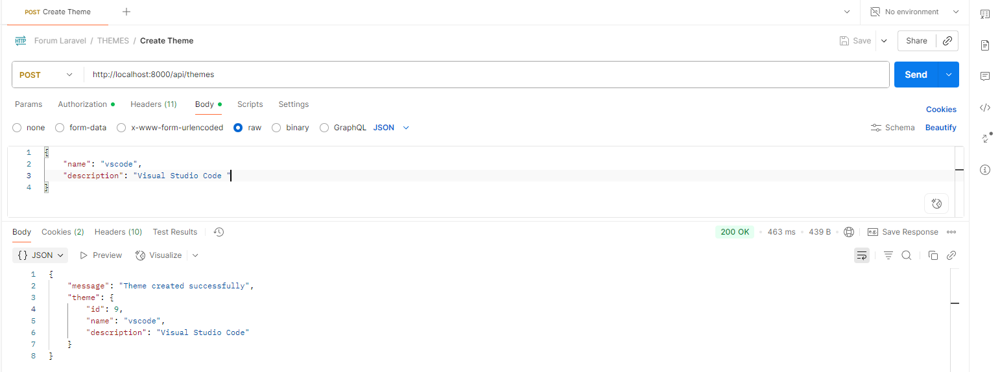 POST Create Theme
No environment
HTTP Forum Laravel / THEMES / Create Theme
Save
Share
POST
http://localhost:8000/api/themes
Send
Params Authorization Headers (11) Body Scripts Settings
Cookies
none form-data x-www-form-urlencoded raw binary GraphQL JSON
Schema Beautify
1 {
2 "name": "vscode",
3 "description": "Visual Studio Code "
4 }
Body Cookies (2) Headers (10) Test Results
200 OK • 463 ms • 439 B
e.g. Save Response
{} JSON Preview Visualize
1 {
2 "message": "Theme created successfully",
3 "theme": {
4 "id": 9,
5 "name": "vscode",
6 "description": "Visual Studio Code"
7 }
8 }